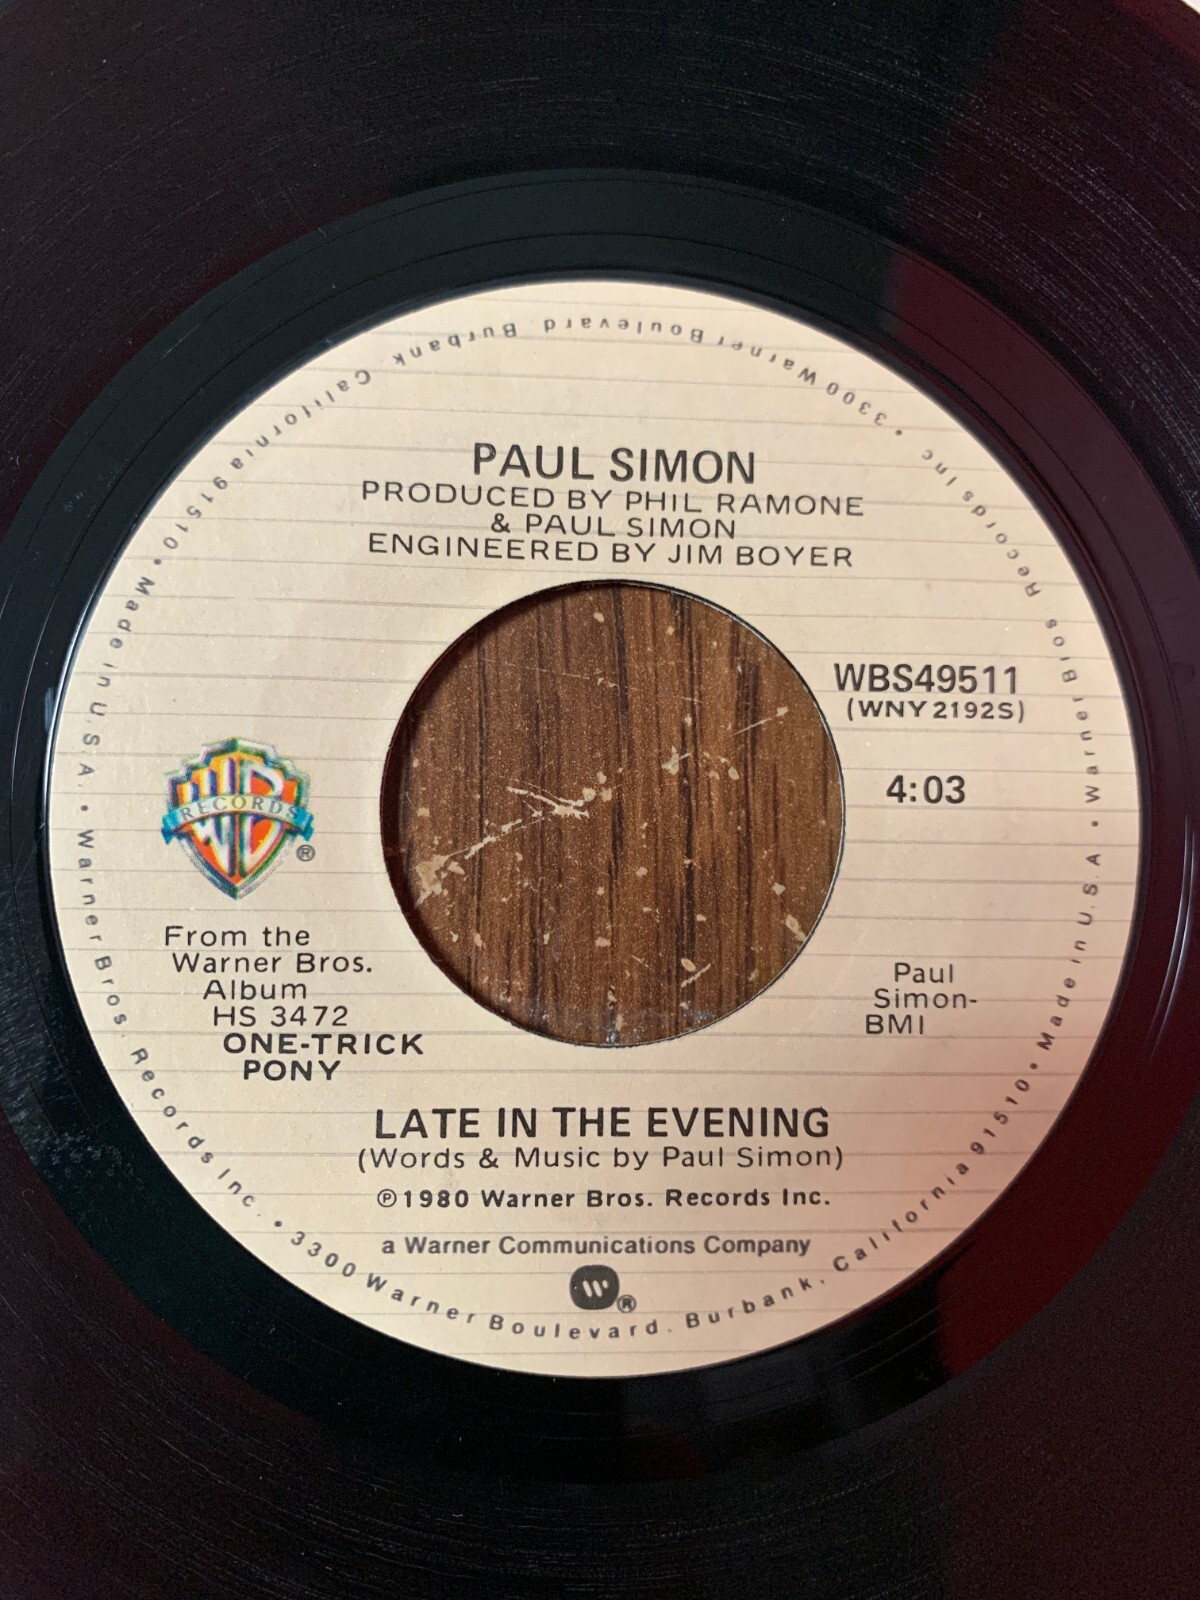 PAUL SIMON
PRODUCED BY PHIL RAMONE
& PAUL SIMON
ENGINEERED BY JIM BOYER
WBS49511
(WNY 2192S)
4:03
RECORDS
®
From the
Warner Bros.
Album
HS 3472
ONE-TRICK
PONY
Paul
Simon-
BMI
LATE IN THE EVENING
(Words & Music by Paul Simon)
℗1980 Warner Bros. Records Inc.
a Warner Communications Company
®
Warner Bros. Records Inc. • 3300 Warner Boulevard. Burbank. California 91510 • Made in U.S.A. • Warner Bros. Records Inc. • 3300 Warner Boulevard. Burbank. California 91510 • Made in U.S.A •